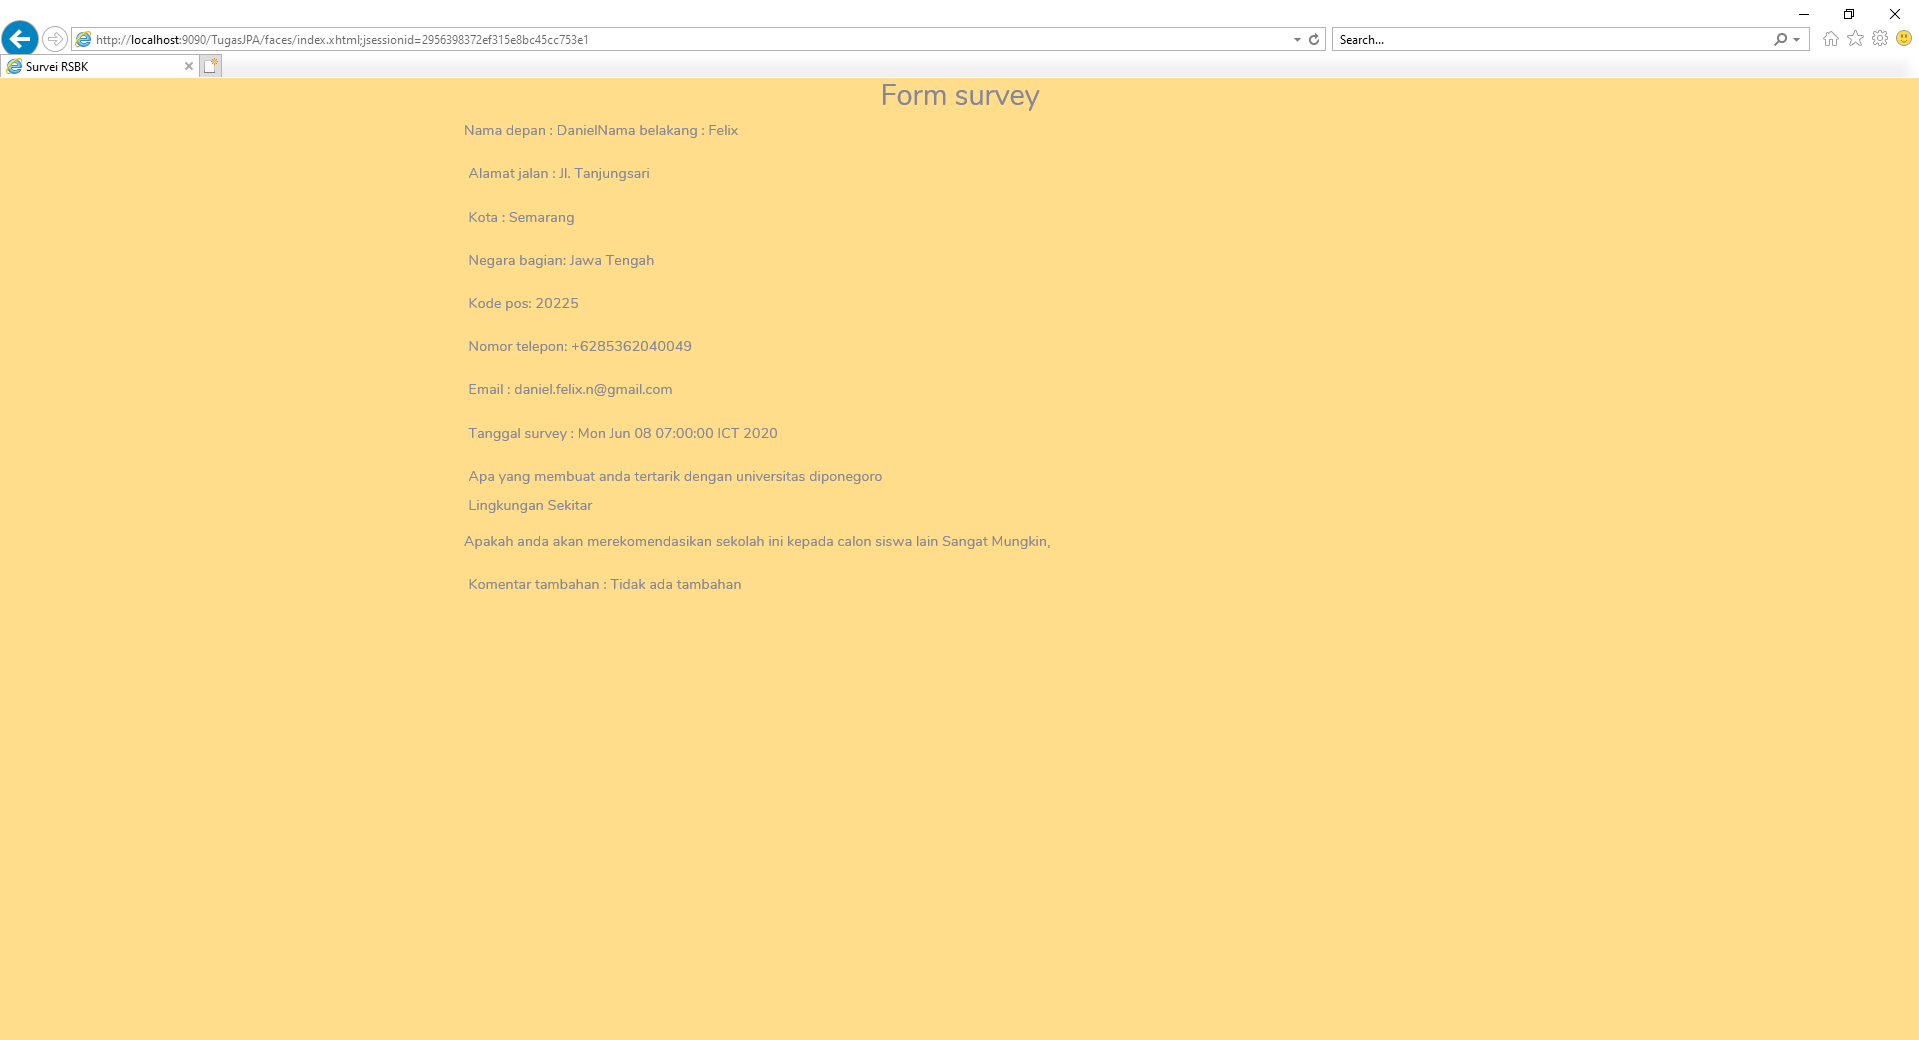 http://localhost:9090/TugasJPA/faces/index.xhtml;jsessionid=2956398372ef315e8bc45cc753e1
Search...
Survei RSBK
Form survey
Nama depan : DanielNama belakang : Felix
Alamat jalan : Jl. Tanjungsari
Kota : Semarang
Negara bagian: Jawa Tengah
Kode pos: 20225
Nomor telepon: +6285362040049
Email : daniel.felix.n@gmail.com
Tanggal survey : Mon Jun 08 07:00:00 ICT 2020
Apa yang membuat anda tertarik dengan universitas diponegoro
Lingkungan Sekitar
Apakah anda akan merekomendasikan sekolah ini kepada calon siswa lain Sangat Mungkin,
Komentar tambahan : Tidak ada tambahan